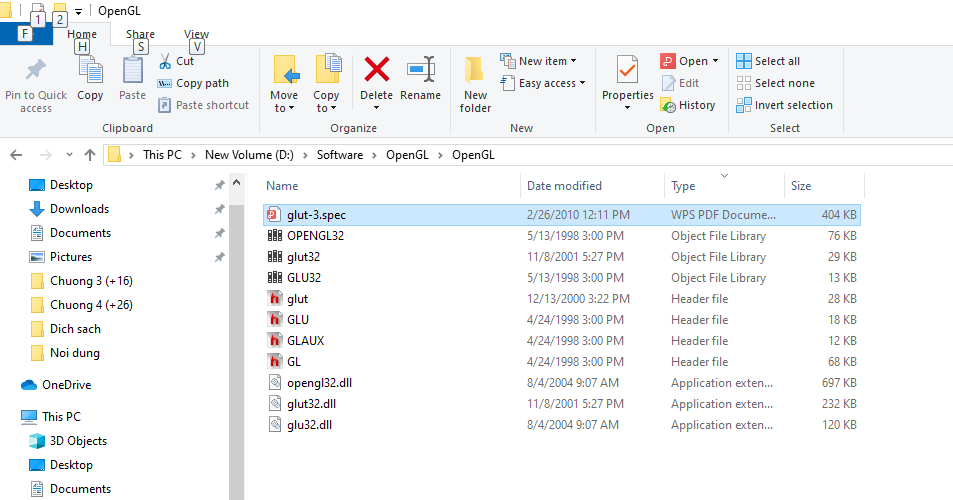 OpenGL
1 2
F Home Share View
H S V
Pin to Quick access
Copy
Paste
Cut
Copy path
Paste shortcut
Clipboard
Move to
Copy to
Delete
Rename
Organize
New folder
New item
Easy access
New
Properties
Open
Edit
History
Open
Select all
Select none
Invert selection
Select
This PC > New Volume (D:) > Software > OpenGL > OpenGL
Desktop
Downloads
Documents
Pictures
Chuong 3 (+16)
Chuong 4 (+26)
Dich sach
Noi dung
OneDrive
This PC
3D Objects
Desktop
Documents
Name Date modified Type Size
glut-3.spec 2/26/2010 12:11 PM WPS PDF Docume... 404 KB
OPENGL32 5/13/1998 3:00 PM Object File Library 76 KB
glut32 11/8/2001 5:27 PM Object File Library 29 KB
GLU32 5/13/1998 3:00 PM Object File Library 13 KB
glut 12/13/2000 3:22 PM Header file 28 KB
GLU 4/24/1998 3:00 PM Header file 18 KB
GLAUX 4/24/1998 3:00 PM Header file 12 KB
GL 4/24/1998 3:00 PM Header file 68 KB
opengl32.dll 8/4/2004 9:07 AM Application exten... 697 KB
glut32.dll 11/8/2001 5:27 PM Application exten... 232 KB
glu32.dll 8/4/2004 9:07 AM Application exten... 120 KB